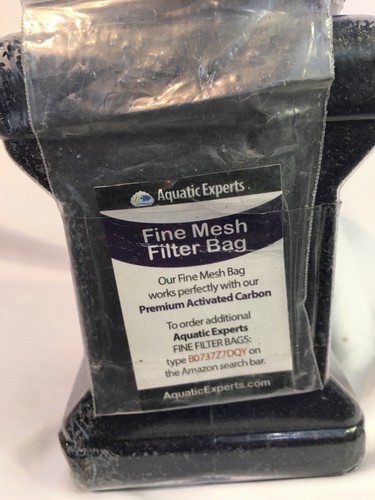 Aquatic Experts
Fine Mesh
Filter Bag
Our Fine Mesh Bag
works perfectly with our
Premium Activated Carbon
To order additional
Aquatic Experts
FINE FILTER BAGS:
type B0737Z7DQY on
the Amazon search bar.
AquaticExperts.com